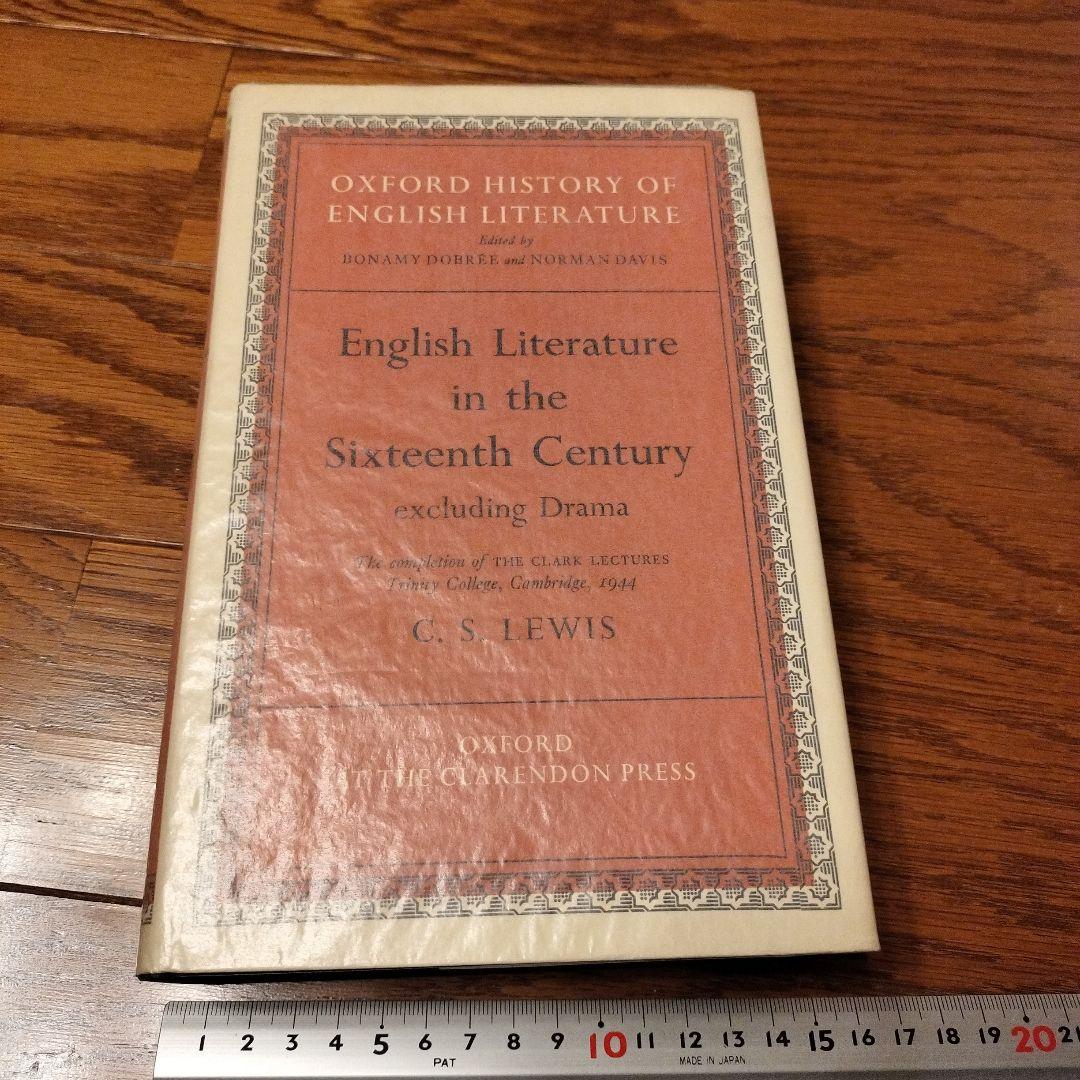 OXFORD HISTORY OF
ENGLISH LITERATURE
Edited by
BONAMY DOBRÉE and NORMAN DAVIS
English Literature
in the
Sixteenth Century
excluding Drama
The completion of THE CLARK LECTURES
Trinity College, Cambridge, 1944
C. S. LEWIS
OXFORD
AT THE CLARENDON PRESS
1 2 3 4 5 6 7 8 9 10 11 12 13 14 15 16 17 18 19 20 21
PAT MADE IN JAPAN